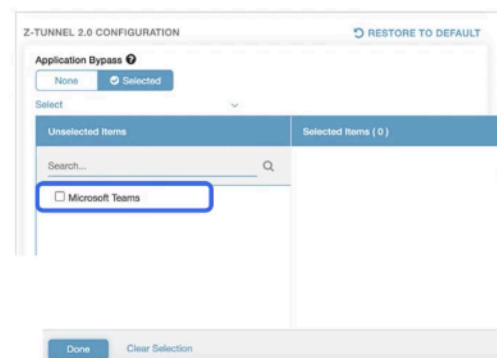 Z-TUNNEL 2.0 CONFIGURATION
RESTORE TO DEFAULT
Application Bypass
None
Selected
Select
Unselected Items
Selected Items ( 0 )
Search...
Microsoft Teams
Done
Clear Selection